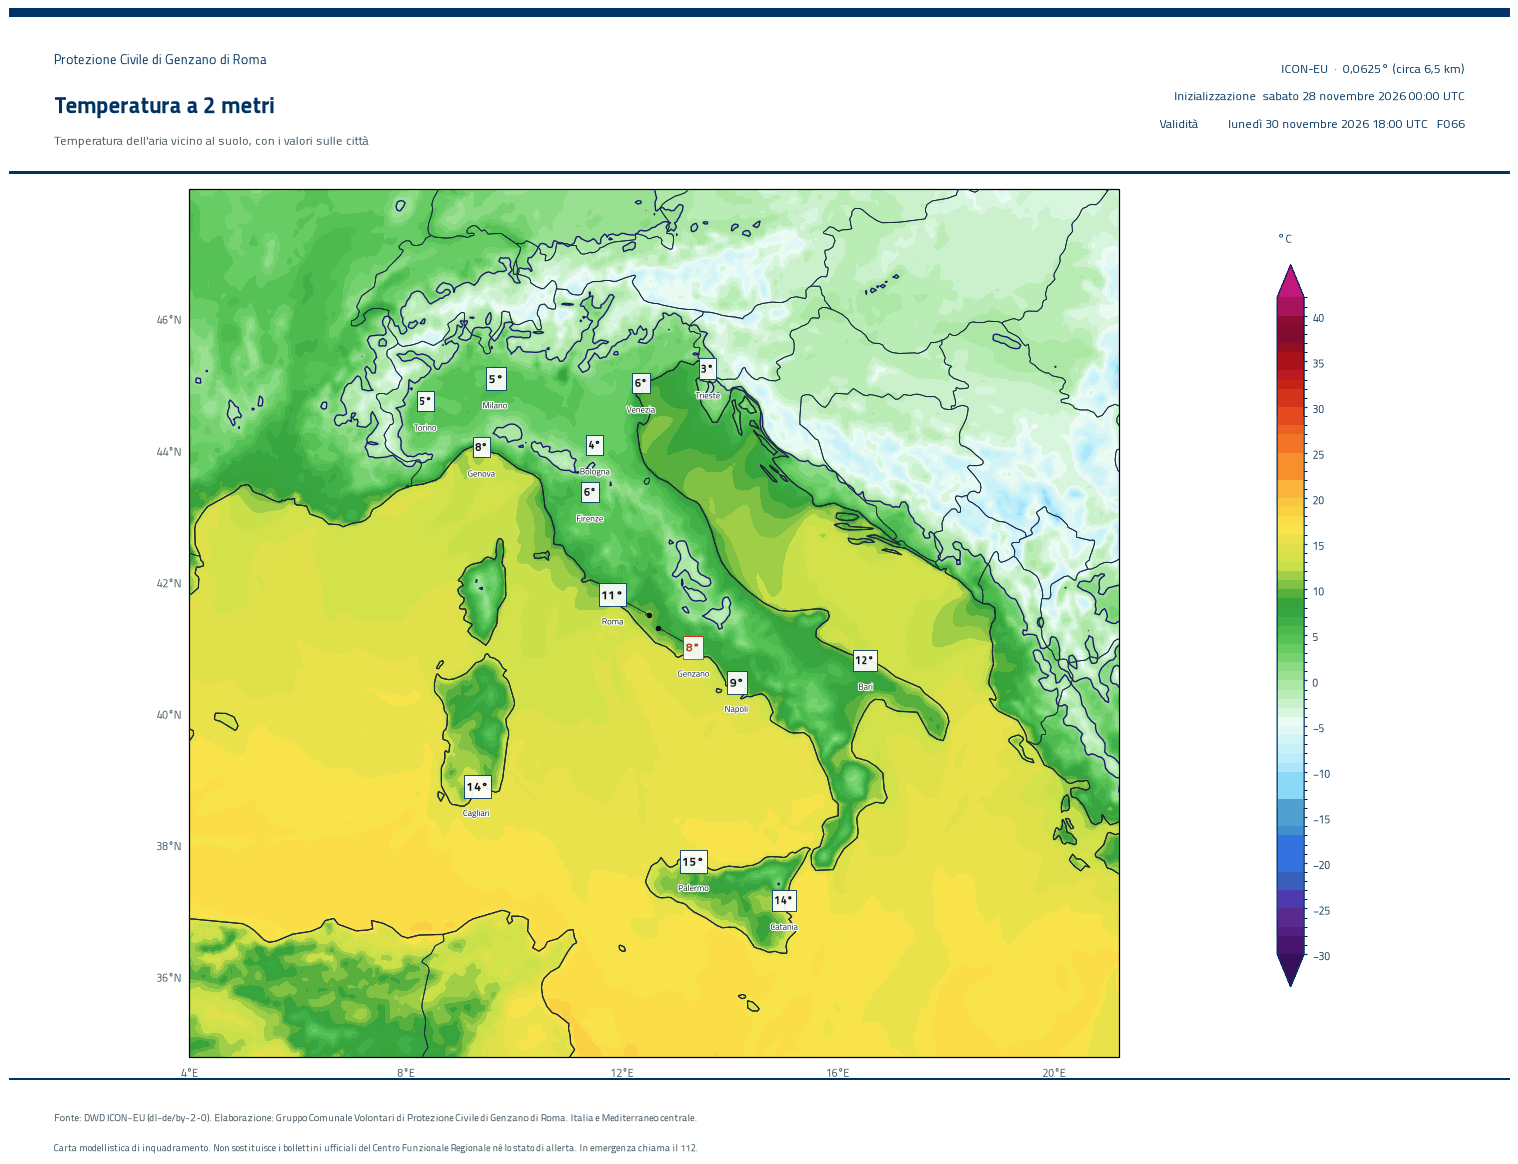 Protezione Civile di Genzano di Roma
Temperatura a 2 metri
Temperatura dell'aria vicino al suolo, con i valori sulle città
ICON-EU · 0,0625° (circa 6,5 km)
Inizializzazione sabato 28 novembre 2026 00:00 UTC
Validità lunedì 30 novembre 2026 18:00 UTC F066
°C
46°N
44°N
42°N
40°N
38°N
36°N
4°E
8°E
12°E
16°E
20°E
3°
Trieste
5°
Milano
6°
Venezia
5°
Torino
8°
Genova
4°
Bologna
6°
Firenze
11°
Roma
8°
Genzano
12°
Bari
9°
Napoli
14°
Cagliari
15°
Palermo
14°
Catania
40
35
30
25
20
15
10
5
0
−5
−10
−15
−20
−25
−30
Fonte: DWD ICON-EU (dl-de/by-2-0). Elaborazione: Gruppo Comunale Volontari di Protezione Civile di Genzano di Roma. Italia e Mediterraneo centrale.
Carta modellistica di inquadramento. Non sostituisce i bollettini ufficiali del Centro Funzionale Regionale né lo stato di allerta. In emergenza chiama il 112.